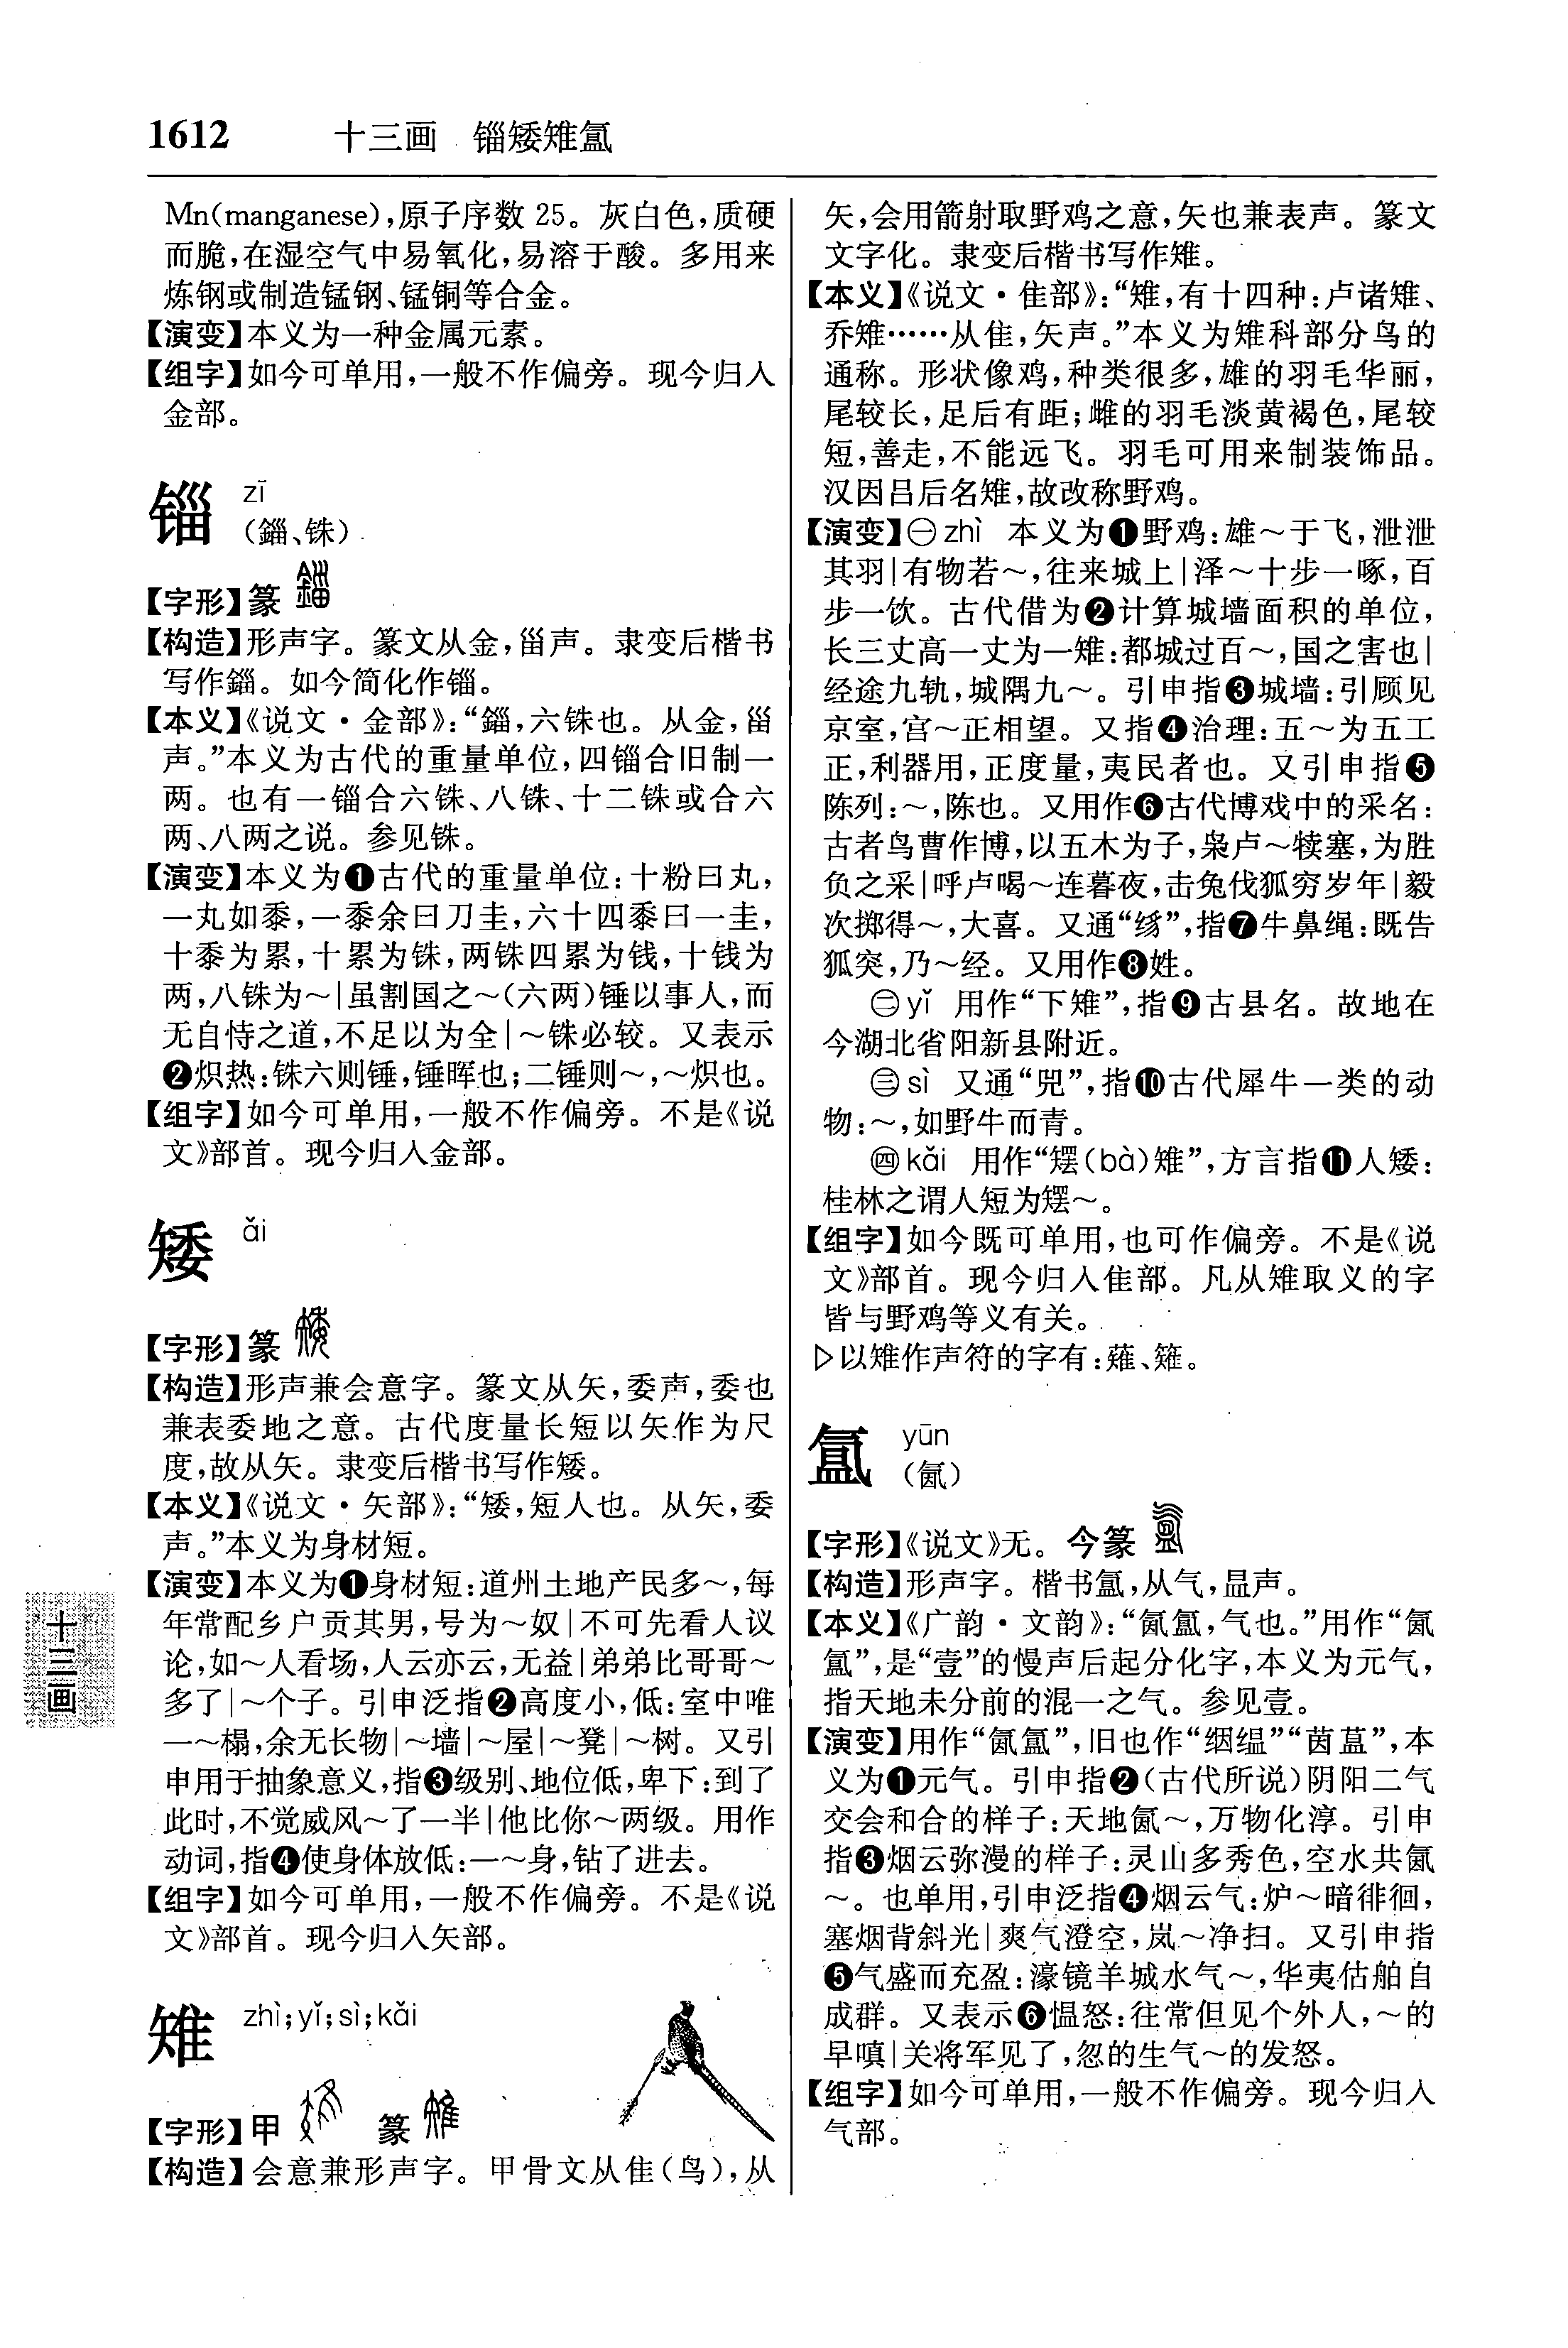 1612 十三画 锱矮雉氲
Mn(manganese),原子序数 25。灰白色,质硬
而脆,在湿空气中易氧化,易溶于酸。多用来
炼钢或制造锰钢、锰铜等合金。
【演变】本义为一种金属元素。
【组字】如今可单用,一般不作偏旁。现今归入
金部。
锱 zī
(錙、铢)
【字形】篆
【构造】形声字。篆文从金,甾声。隶变后楷书
写作錙。如今简化作锱。
【本义】《说文·金部》:“錙,六铢也。从金,甾
声。”本义为古代的重量单位,四锱合旧制一
两。也有一锱合六铢、八铢、十二铢或合六
两、八两之说。参见铢。
【演变】本义为❶古代的重量单位:十粉曰丸,
一丸如黍,一黍余曰刀圭,六十四黍曰一圭,
十黍为累,十累为铢,两铢四累为钱,十钱为
两,八铢为～|虽割国之～(六两)锤以事人,而
无自恃之道,不足以为全|～铢必较。又表示
❷炽热:铢六则锤,锤晖也;二锤则～,～炽也。
【组字】如今可单用,一般不作偏旁。不是《说
文》部首。现今归入金部。
矮 ǎi
【字形】篆
【构造】形声兼会意字。篆文从矢,委声,委也
兼表委地之意。古代度量长短以矢作为尺
度,故从矢。隶变后楷书写作矮。
【本义】《说文·矢部》:“矮,短人也。从矢,委
声。”本义为身材短。
【演变】本义为❶身材短:道州土地产民多～,每
年常配乡户贡其男,号为～奴|不可先看人议
论,如～人看场,人云亦云,无益|弟弟比哥哥～
多了|～个子。引申泛指❷高度小,低:室中唯
一～榻,余无长物|～墙|～屋|～凳|～树。又引
申用于抽象意义,指❸级别、地位低,卑下:到了
此时,不觉威风～了一半|他比你～两级。用作
动词,指❹使身体放低:一～身,钻了进去。
【组字】如今可单用,一般不作偏旁。不是《说
文》部首。现今归入矢部。
雉 zhì;yǐ;sì;kǎi
【字形】甲 篆
【构造】会意兼形声字。甲骨文从隹(鸟),从
矢,会用箭射取野鸡之意,矢也兼表声。篆文
文字化。隶变后楷书写作雉。
【本义】《说文·隹部》:“雉,有十四种:卢诸雉、
乔雉……从隹,矢声。”本义为雉科部分鸟的
通称。形状像鸡,种类很多,雄的羽毛华丽,
尾较长,足后有距;雌的羽毛淡黄褐色,尾较
短,善走,不能远飞。羽毛可用来制装饰品。
汉因吕后名雉,故改称野鸡。
【演变】㊀zhì 本义为❶野鸡:雄～于飞,泄泄
其羽|有物若～,往来城上|泽～十步一啄,百
步一饮。古代借为❷计算城墙面积的单位,
长三丈高一丈为一雉:都城过百～,国之害也|
经途九轨,城隅九～。引申指❸城墙:引顾见
京室,宫～正相望。又指❹治理:五～为五工
正,利器用,正度量,夷民者也。又引申指❺
陈列:～,陈也。又用作❻古代博戏中的采名:
古者乌曹作博,以五木为子,枭卢～犊塞,为胜
负之采|呼卢喝～连暮夜,击兔伐狐穷岁年|毅
次掷得～,大喜。又通“絼”,指❼牛鼻绳:既告
狐突,乃～经。又用作❽姓。
㊁yǐ 用作“下雉”,指❾古县名。故地在
今湖北省阳新县附近。
㊂sì 又通“兕”,指❿古代犀牛一类的动
物:～,如野牛而青。
㊃kǎi 用作“㔥(bà)雉”,方言指⓫人矮:
桂林之谓人短为㔥～。
【组字】如今既可单用,也可作偏旁。不是《说
文》部首。现今归入隹部。凡从雉取义的字
皆与野鸡等义有关。
▷以雉作声符的字有:薙、䉜。
氲 yūn
(氤)
【字形】《说文》无。今篆
【构造】形声字。楷书氲,从气,昷声。
【本义】《广韵·文韵》:“氤氲,气也。”用作“氤
氲”,是“壹”的慢声后起分化字,本义为元气,
指天地未分前的混一之气。参见壹。
【演变】用作“氤氲”,旧也作“絪缊”“茵蒀”,本
义为❶元气。引申指❷(古代所说)阴阳二气
交会和合的样子:天地氤～,万物化淳。引申
指❸烟云弥漫的样子:灵山多秀色,空水共氤
～。也单用,引申泛指❹烟云气:炉～暗徘徊,
塞烟背斜光|爽气澄空,岚～净扫。又引申指
❺气盛而充盈:濠镜羊城水气～,华夷估舶自
成群。又表示❻愠怒:往常但见个外人,～的
早嗔|关将军见了,忽的生气～的发怒。
【组字】如今可单用,一般不作偏旁。现今归入
气部。
十三画